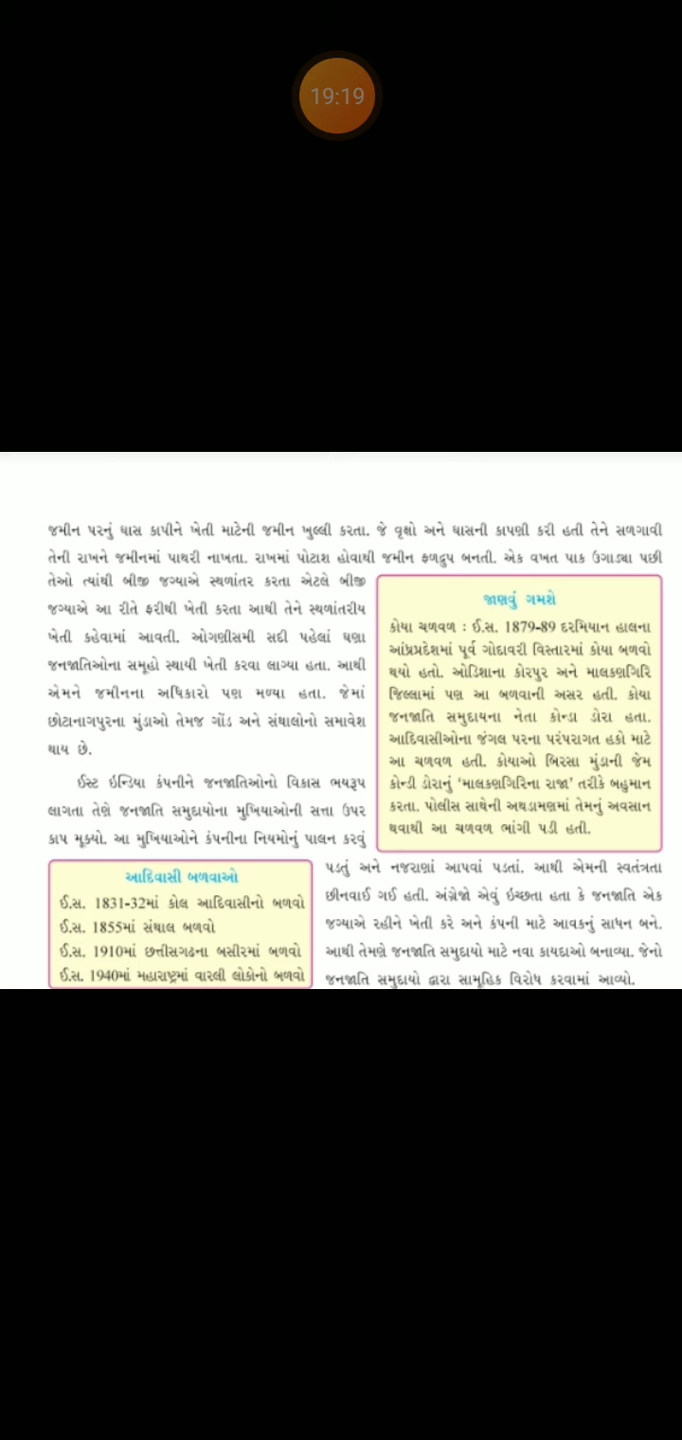 19:19
જમીન પરનું ઘાસ કાપીને ખેતી માટેની જમીન ખુલ્લી કરતા. જે વૃક્ષો અને ઘાસની કાપણી કરી હતી તેને સળગાવી
તેની રાખને જમીનમાં પાથરી નાખતા. રાખમાં પોટાશ હોવાથી જમીન ફળદ્રુપ બનતી. એક વખત પાક ઉગાડ્યા પછી
તેઓ ત્યાંથી બીજી જગ્યાએ સ્થળાંતર કરતા એટલે બીજી
જગ્યાએ આ રીતે ફરીથી ખેતી કરતા આથી તેને સ્થળાંતરીય
ખેતી કહેવામાં આવતી. ઓગણીસમી સદી પહેલાં ઘણા
જનજાતિઓના સમૂહો સ્થાયી ખેતી કરવા લાગ્યા હતા. આથી
એમને જમીનના અધિકારો પણ મળ્યા હતા. જેમાં
છોટાનાગપુરના મુંડાઓ તેમજ ગોંડ અને સંથાલોનો સમાવેશ
થાય છે.
જાણવું ગમશે
કોયા ચળવળ : ઈ.સ. 1879-89 દરમિયાન હાલના
આંધ્રપ્રદેશમાં પૂર્વ ગોદાવરી વિસ્તારમાં કોયા બળવો
થયો હતો. ઓડિશાના કોરપુર અને માલકણગિરિ
જિલ્લામાં પણ આ બળવાની અસર હતી. કોયા
જનજાતિ સમુદાયના નેતા કોન્ડા ડોરા હતા.
આદિવાસીઓના જંગલ પરના પરંપરાગત હકો માટે
આ ચળવળ હતી. કોયાઓ બિરસા મુંડાની જેમ
કોન્ડી ડોરાનું ‘માલકણગિરિના રાજા’ તરીકે બહુમાન
કરતા. પોલીસ સાથેની અથડામણમાં તેમનું અવસાન
થવાથી આ ચળવળ ભાંગી પડી હતી.
ઈસ્ટ ઇન્ડિયા કંપનીને જનજાતિઓનો વિકાસ ભયરૂપ
લાગતા તેણે જનજાતિ સમુદાયોના મુખિયાઓની સત્તા ઉપર
કાપ મૂક્યો. આ મુખિયાઓને કંપનીના નિયમોનું પાલન કરવું
પડતું અને નજરાણાં આપવાં પડતાં. આથી એમની સ્વતંત્રતા
છીનવાઈ ગઈ હતી. અંગ્રેજો એવું ઇચ્છતા હતા કે જનજાતિ એક
જગ્યાએ રહીને ખેતી કરે અને કંપની માટે આવકનું સાધન બને.
આથી તેમણે જનજાતિ સમુદાયો માટે નવા કાયદાઓ બનાવ્યા. જેનો
જનજાતિ સમુદાયો દ્વારા સામૂહિક વિરોધ કરવામાં આવ્યો.
આદિવાસી બળવાઓ
ઈ.સ. 1831-32માં કોલ આદિવાસીનો બળવો
ઈ.સ. 1855માં સંથાલ બળવો
ઈ.સ. 1910માં છત્તીસગઢના બસીરમાં બળવો
ઈ.સ. 1940માં મહારાષ્ટ્રમાં વારલી લોકોનો બળવો